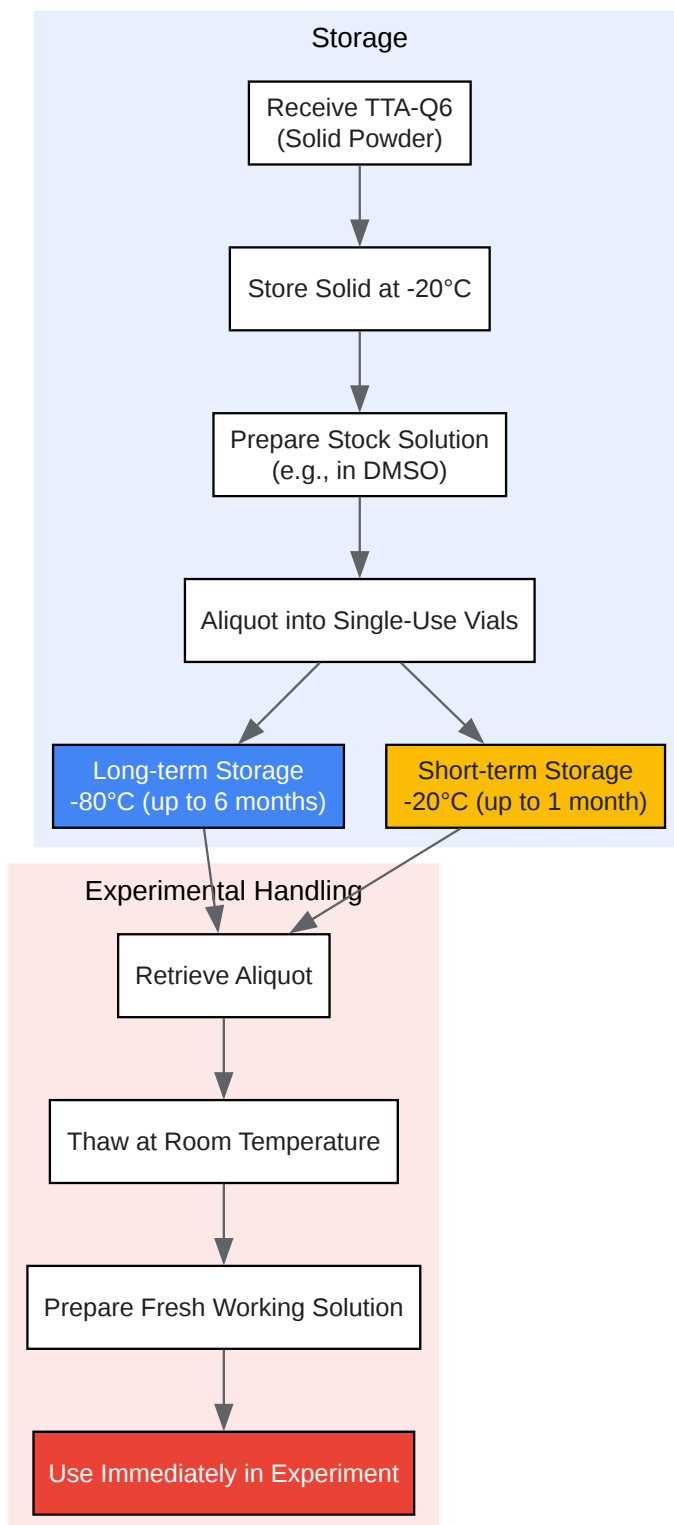 Storage
Receive TTA-Q6
(Solid Powder)
Store Solid at -20°C
Prepare Stock Solution
(e.g., in DMSO)
Aliquot into Single-Use Vials
Long-term Storage
-80°C (up to 6 months)
Short-term Storage
-20°C (up to 1 month)
Experimental Handling
Retrieve Aliquot
Thaw at Room Temperature
Prepare Fresh Working Solution
Use Immediately in Experiment